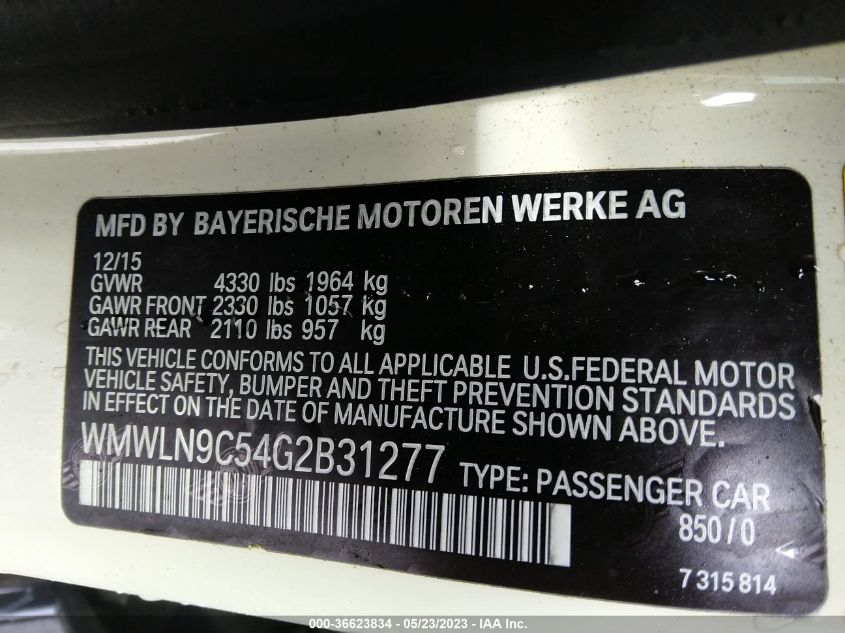 MFD BY BAYERISCHE MOTOREN WERKE AG
12/15
GVWR 4330 lbs 1964 kg
GAWR FRONT 2330 lbs 1057 kg
GAWR REAR 2110 lbs 957 kg
THIS VEHICLE CONFORMS TO ALL APPLICABLE U.S.FEDERAL MOTOR
VEHICLE SAFETY, BUMPER AND THEFT PREVENTION STANDARDS
IN EFFECT ON THE DATE OF MANUFACTURE SHOWN ABOVE.
WMWLN9C54G2B31277 TYPE: PASSENGER CAR
850/0
7 315 814
000-36623834 - 05/23/2023 - IAA Inc.